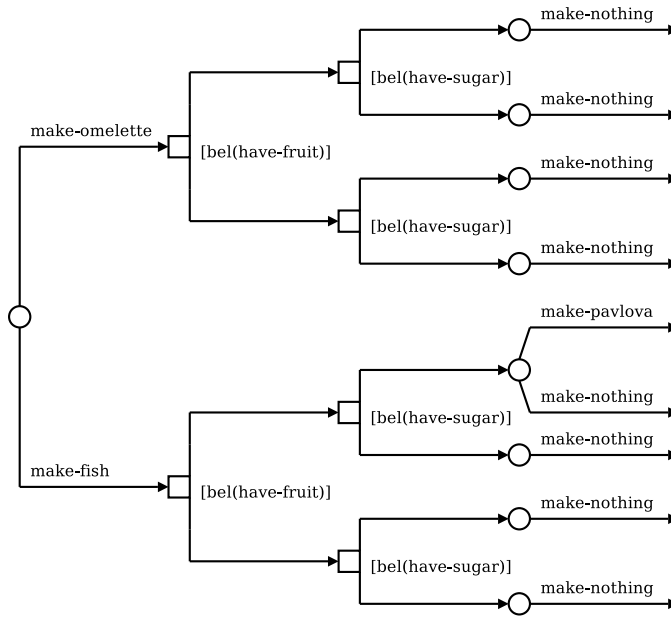 make-nothing
[bel(have-sugar)]
make-nothing
make-omelette
[bel(have-fruit)]
make-nothing
[bel(have-sugar)]
make-nothing
make-pavlova
make-nothing
[bel(have-sugar)]
make-nothing
make-fish
[bel(have-fruit)]
make-nothing
[bel(have-sugar)]
make-nothing